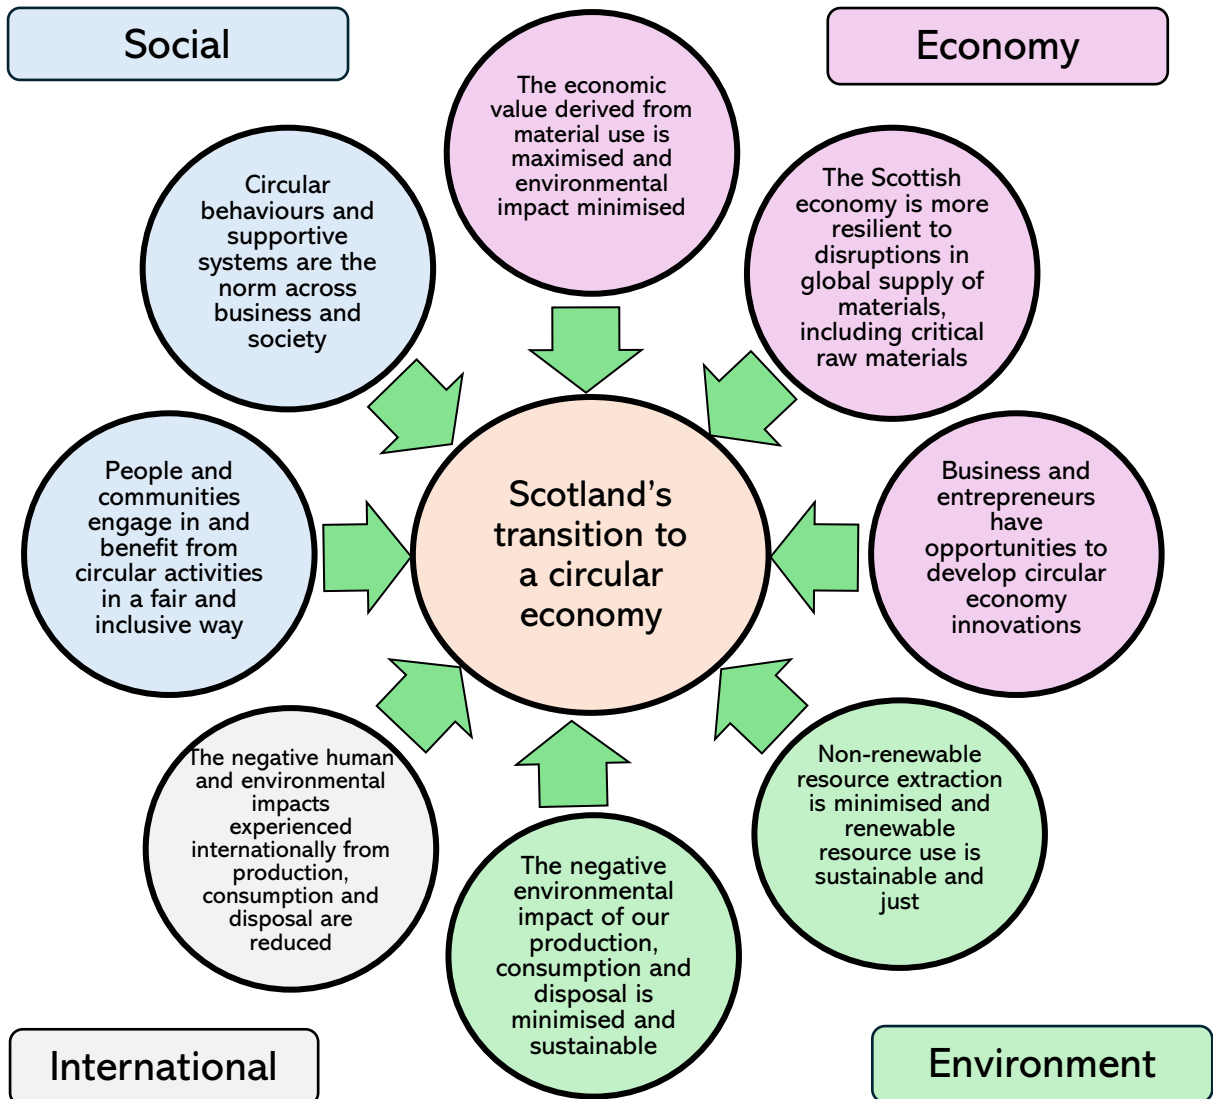 Social
Economy
The economic
value derived from
material use is
maximised and
environmental
impact minimised
Circular
behaviours and
supportive
systems are the
norm across
business and
society
The Scottish
economy is more
resilient to
disruptions in
global supply of
materials,
including critical
raw materials
People and
communities
engage in and
benefit from
circular activities
in a fair and
inclusive way
Scotland's
transition to
a circular
economy
Business and
entrepreneurs
have
opportunities to
develop circular
economy
innovations
The negative human
and environmental
impacts
experienced
internationally from
production,
consumption and
disposal are
reduced
The negative
environmental
impact of our
production,
consumption and
disposal is
minimised and
sustainable
Non-renewable
resource extraction
is minimised and
renewable
resource use is
sustainable and
just
International
Environment